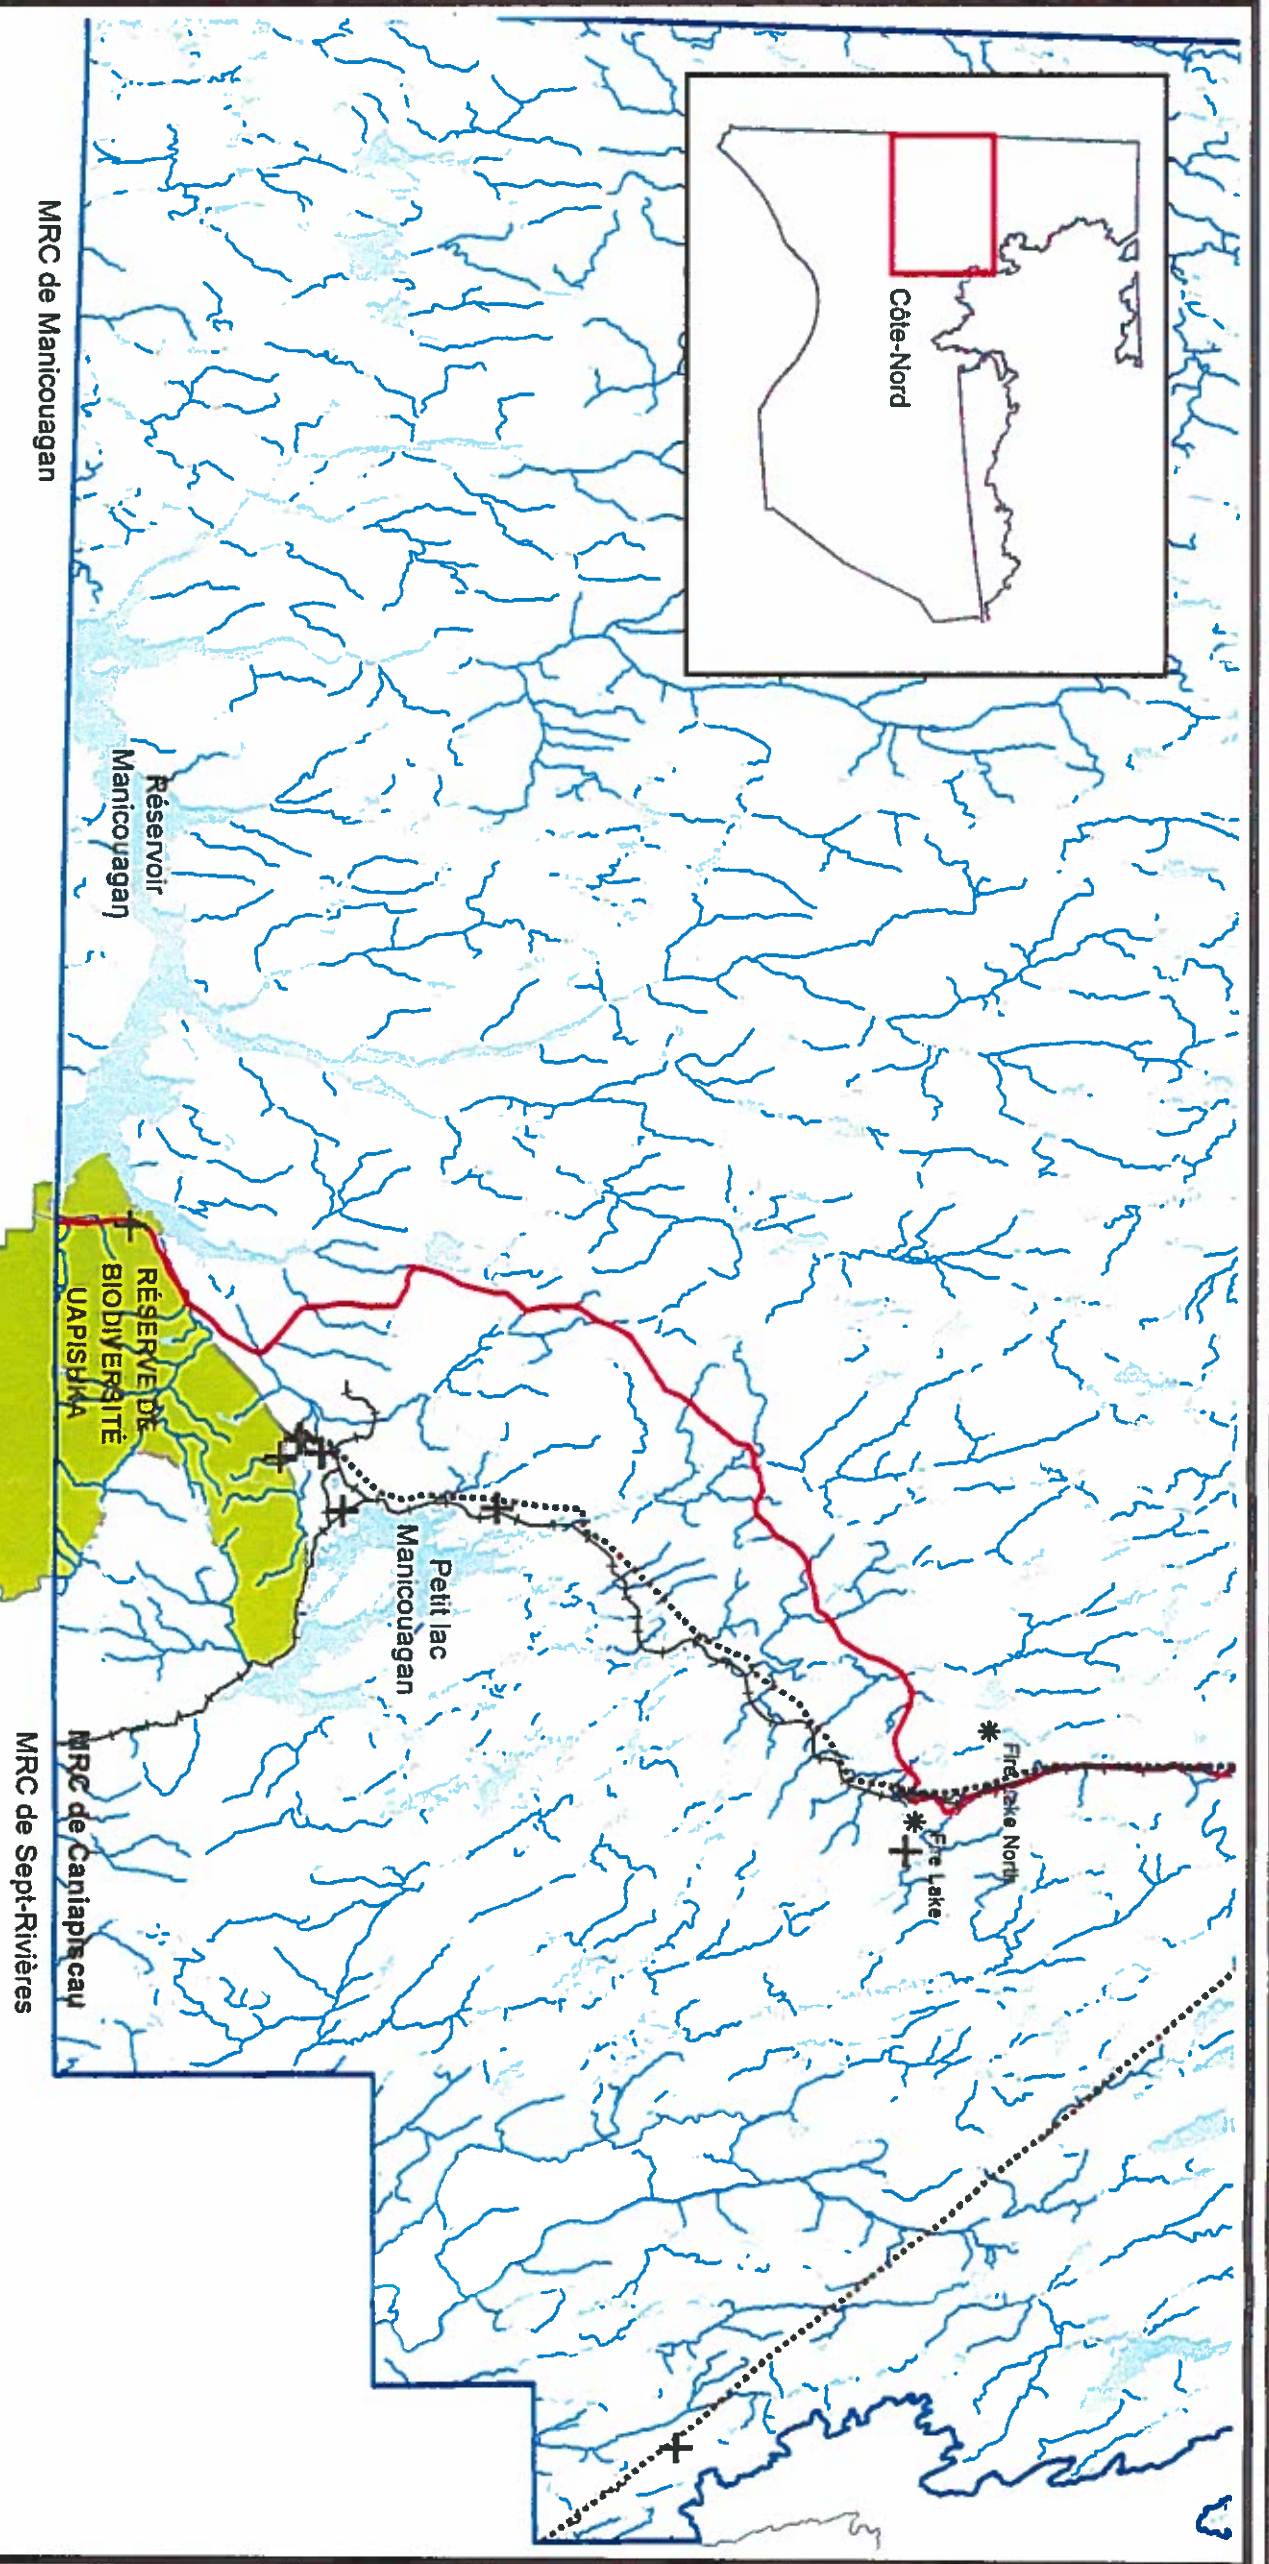 Côte-Nord
Fire Lake North
Fire Lake
Petit lac
Manicouagan
Réservoir
Manicouagan
RÉSERVE DE
BIODIVERSITÉ
UAPISHKA
MRC de Manicouagan
MRC de Caniapiscau
MRC de Sept-Rivières